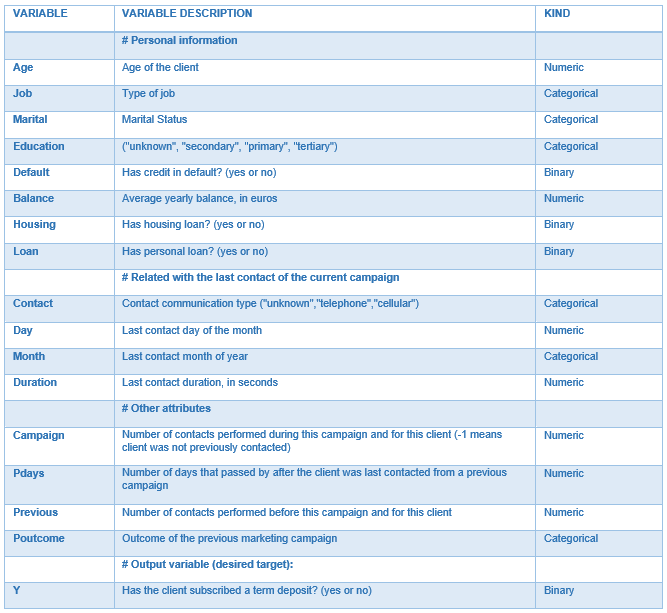 VARIABLE VARIABLE DESCRIPTION KIND
# Personal information
Age Age of the client Numeric
Job Type of job Categorical
Marital Marital Status Categorical
Education ("unknown", "secondary", "primary", "tertiary") Categorical
Default Has credit in default? (yes or no) Binary
Balance Average yearly balance, in euros Numeric
Housing Has housing loan? (yes or no) Binary
Loan Has personal loan? (yes or no) Binary
# Related with the last contact of the current campaign
Contact Contact communication type ("unknown","telephone","cellular") Categorical
Day Last contact day of the month Numeric
Month Last contact month of year Categorical
Duration Last contact duration, in seconds Numeric
# Other attributes
Campaign Number of contacts performed during this campaign and for this client (-1 means Numeric
client was not previously contacted)
Pdays Number of days that passed by after the client was last contacted from a previous Numeric
campaign
Previous Number of contacts performed before this campaign and for this client Numeric
Poutcome Outcome of the previous marketing campaign Categorical
# Output variable (desired target):
Y Has the client subscribed a term deposit? (yes or no) Binary